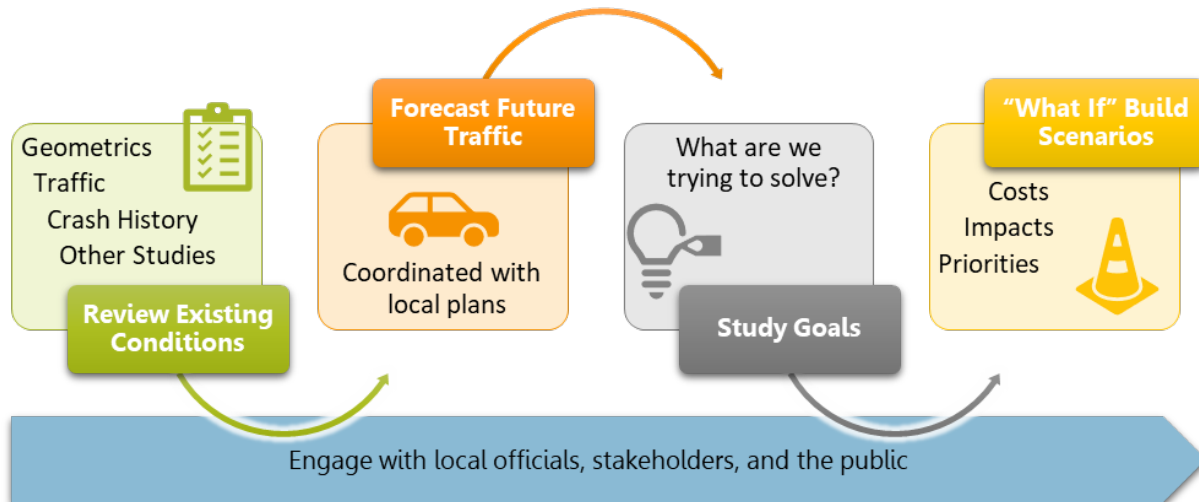 Geometrics
Traffic
Crash History
Other Studies
Review Existing
Conditions
Forecast Future
Traffic
Coordinated with
local plans
What are we
trying to solve?
Study Goals
“What If” Build
Scenarios
Costs
Impacts
Priorities
Engage with local officials, stakeholders, and the public